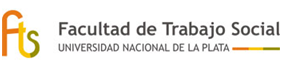 fts
Facultad de Trabajo Social
UNIVERSIDAD NACIONAL DE LA PLATA